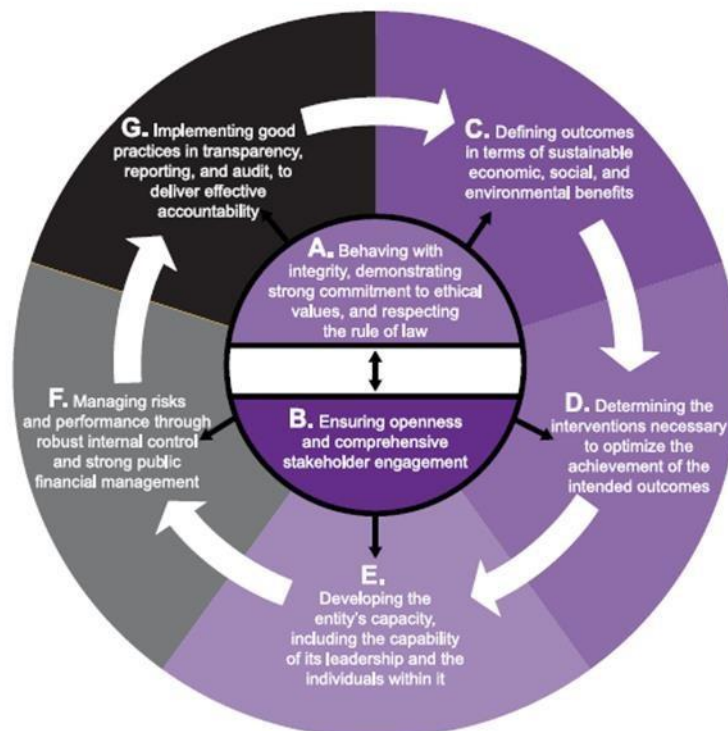 G. Implementing good
practices in transparency,
reporting, and audit, to
deliver effective
accountability
C. Defining outcomes
in terms of sustainable
economic, social, and
environmental benefits
A. Behaving with
integrity, demonstrating
strong commitment to ethical
values, and respecting
the rule of law
B. Ensuring openness
and comprehensive
stakeholder engagement
D. Determining the
interventions necessary
to optimize the
achievement of the
intended outcomes
E.
Developing the
entity's capacity,
including the capability
of its leadership and the
individuals within it
F. Managing risks
and performance through
robust internal control
and strong public
financial management